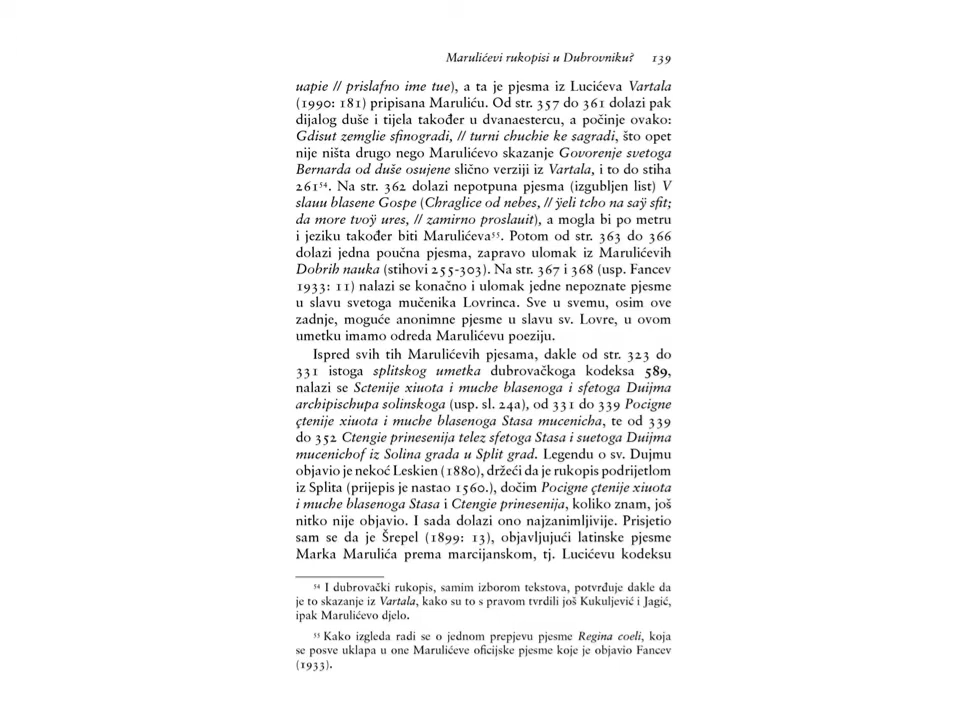 Marulićevi rukopisi u Dubrovniku? 139
uapie // prislafno ime tue), a ta je pjesma iz Lucićeva Vartala
(1990: 181) pripisana Maruliću. Od str. 357 do 361 dolazi pak
dijalog duše i tijela također u dvanaestercu, a počinje ovako:
Gdisut zemglie sfinogradi, // turni chuchie ke sagradi, što opet
nije ništa drugo nego Marulićevo skazanje Govorenje svetoga
Bernarda od duše osujene slično verziji iz Vartala, i to do stiha
261⁵⁴. Na str. 362 dolazi nepotpuna pjesma (izgubljen list) V
slauu blasene Gospe (Chraglice od nebes, // ÿeli tcho na saÿ sfit;
da more tvoÿ ures, // zamirno proslauit), a mogla bi po metru
i jeziku također biti Marulićeva⁵⁵. Potom od str. 363 do 366
dolazi jedna poučna pjesma, zapravo ulomak iz Marulićevih
Dobrih nauka (stihovi 255-303). Na str. 367 i 368 (usp. Fancev
1933: 11) nalazi se konačno i ulomak jedne nepoznate pjesme
u slavu svetoga mučenika Lovrinca. Sve u svemu, osim ove
zadnje, moguće anonimne pjesme u slavu sv. Lovre, u ovom
umetku imamo odreda Marulićevu poeziju.
Ispred svih tih Marulićevih pjesama, dakle od str. 323 do
331 istoga splitskog umetka dubrovačkoga kodeksa 589,
nalazi se Sctenije xiuota i muche blasenoga i sfetoga Duijma
archipischupa solinskoga (usp. sl. 24a), od 331 do 339 Pocigne
çtenije xiuota i muche blasenoga Stasa mucenicha, te od 339
do 352 Ctengie prinesenija telez sfetoga Stasa i suetoga Duijma
mucenichof iz Solina grada u Split grad. Legendu o sv. Dujmu
objavio je nekoć Leskien (1880), držeći da je rukopis podrijetlom
iz Splita (prijepis je nastao 1560.), dočim Pocigne çtenije xiuota
i muche blasenoga Stasa i Ctengie prinesenija, koliko znam, još
nitko nije objavio. I sada dolazi ono najzanimljivije. Prisjetio
sam se da je Šrepel (1899: 13), objavljujući latinske pjesme
Marka Marulića prema marcijanskom, tj. Lucićevu kodeksu
⁵⁴ I dubrovački rukopis, samim izborom tekstova, potvrđuje dakle da
je to skazanje iz Vartala, kako su to s pravom tvrdili još Kukuljević i Jagić,
ipak Marulićevo djelo.
⁵⁵ Kako izgleda radi se o jednom prepjevu pjesme Regina coeli, koja
se posve uklapa u one Marulićeve oficijske pjesme koje je objavio Fancev
(1933).